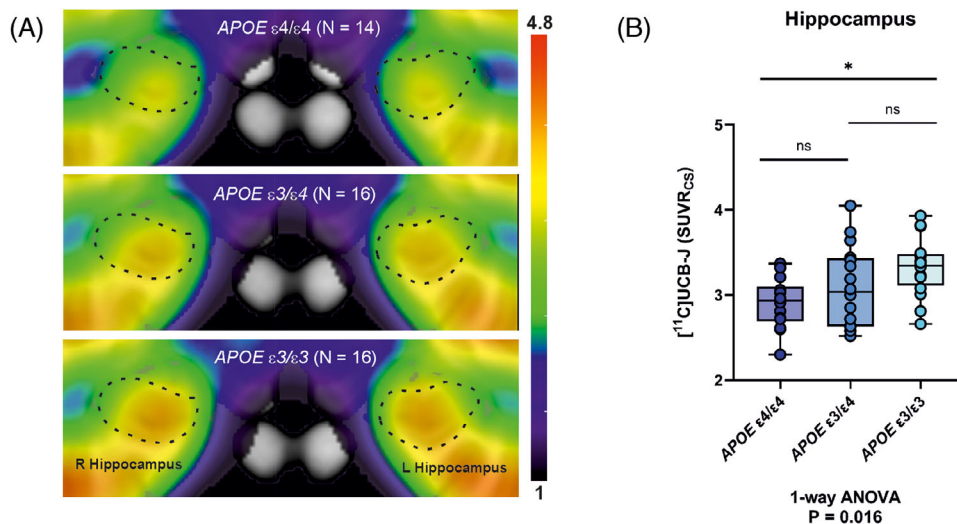 (A)
APOE ε4/ε4 (N = 14)
APOE ε3/ε4 (N = 16)
APOE ε3/ε3 (N = 16)
R Hippocampus
L Hippocampus
4.8
1
(B)
Hippocampus
*
ns
ns
[¹¹C]UCB-J (SUVR_CS)
5
4
3
2
APOE ε4/ε4
APOE ε3/ε4
APOE ε3/ε3
1-way ANOVA
P = 0.016